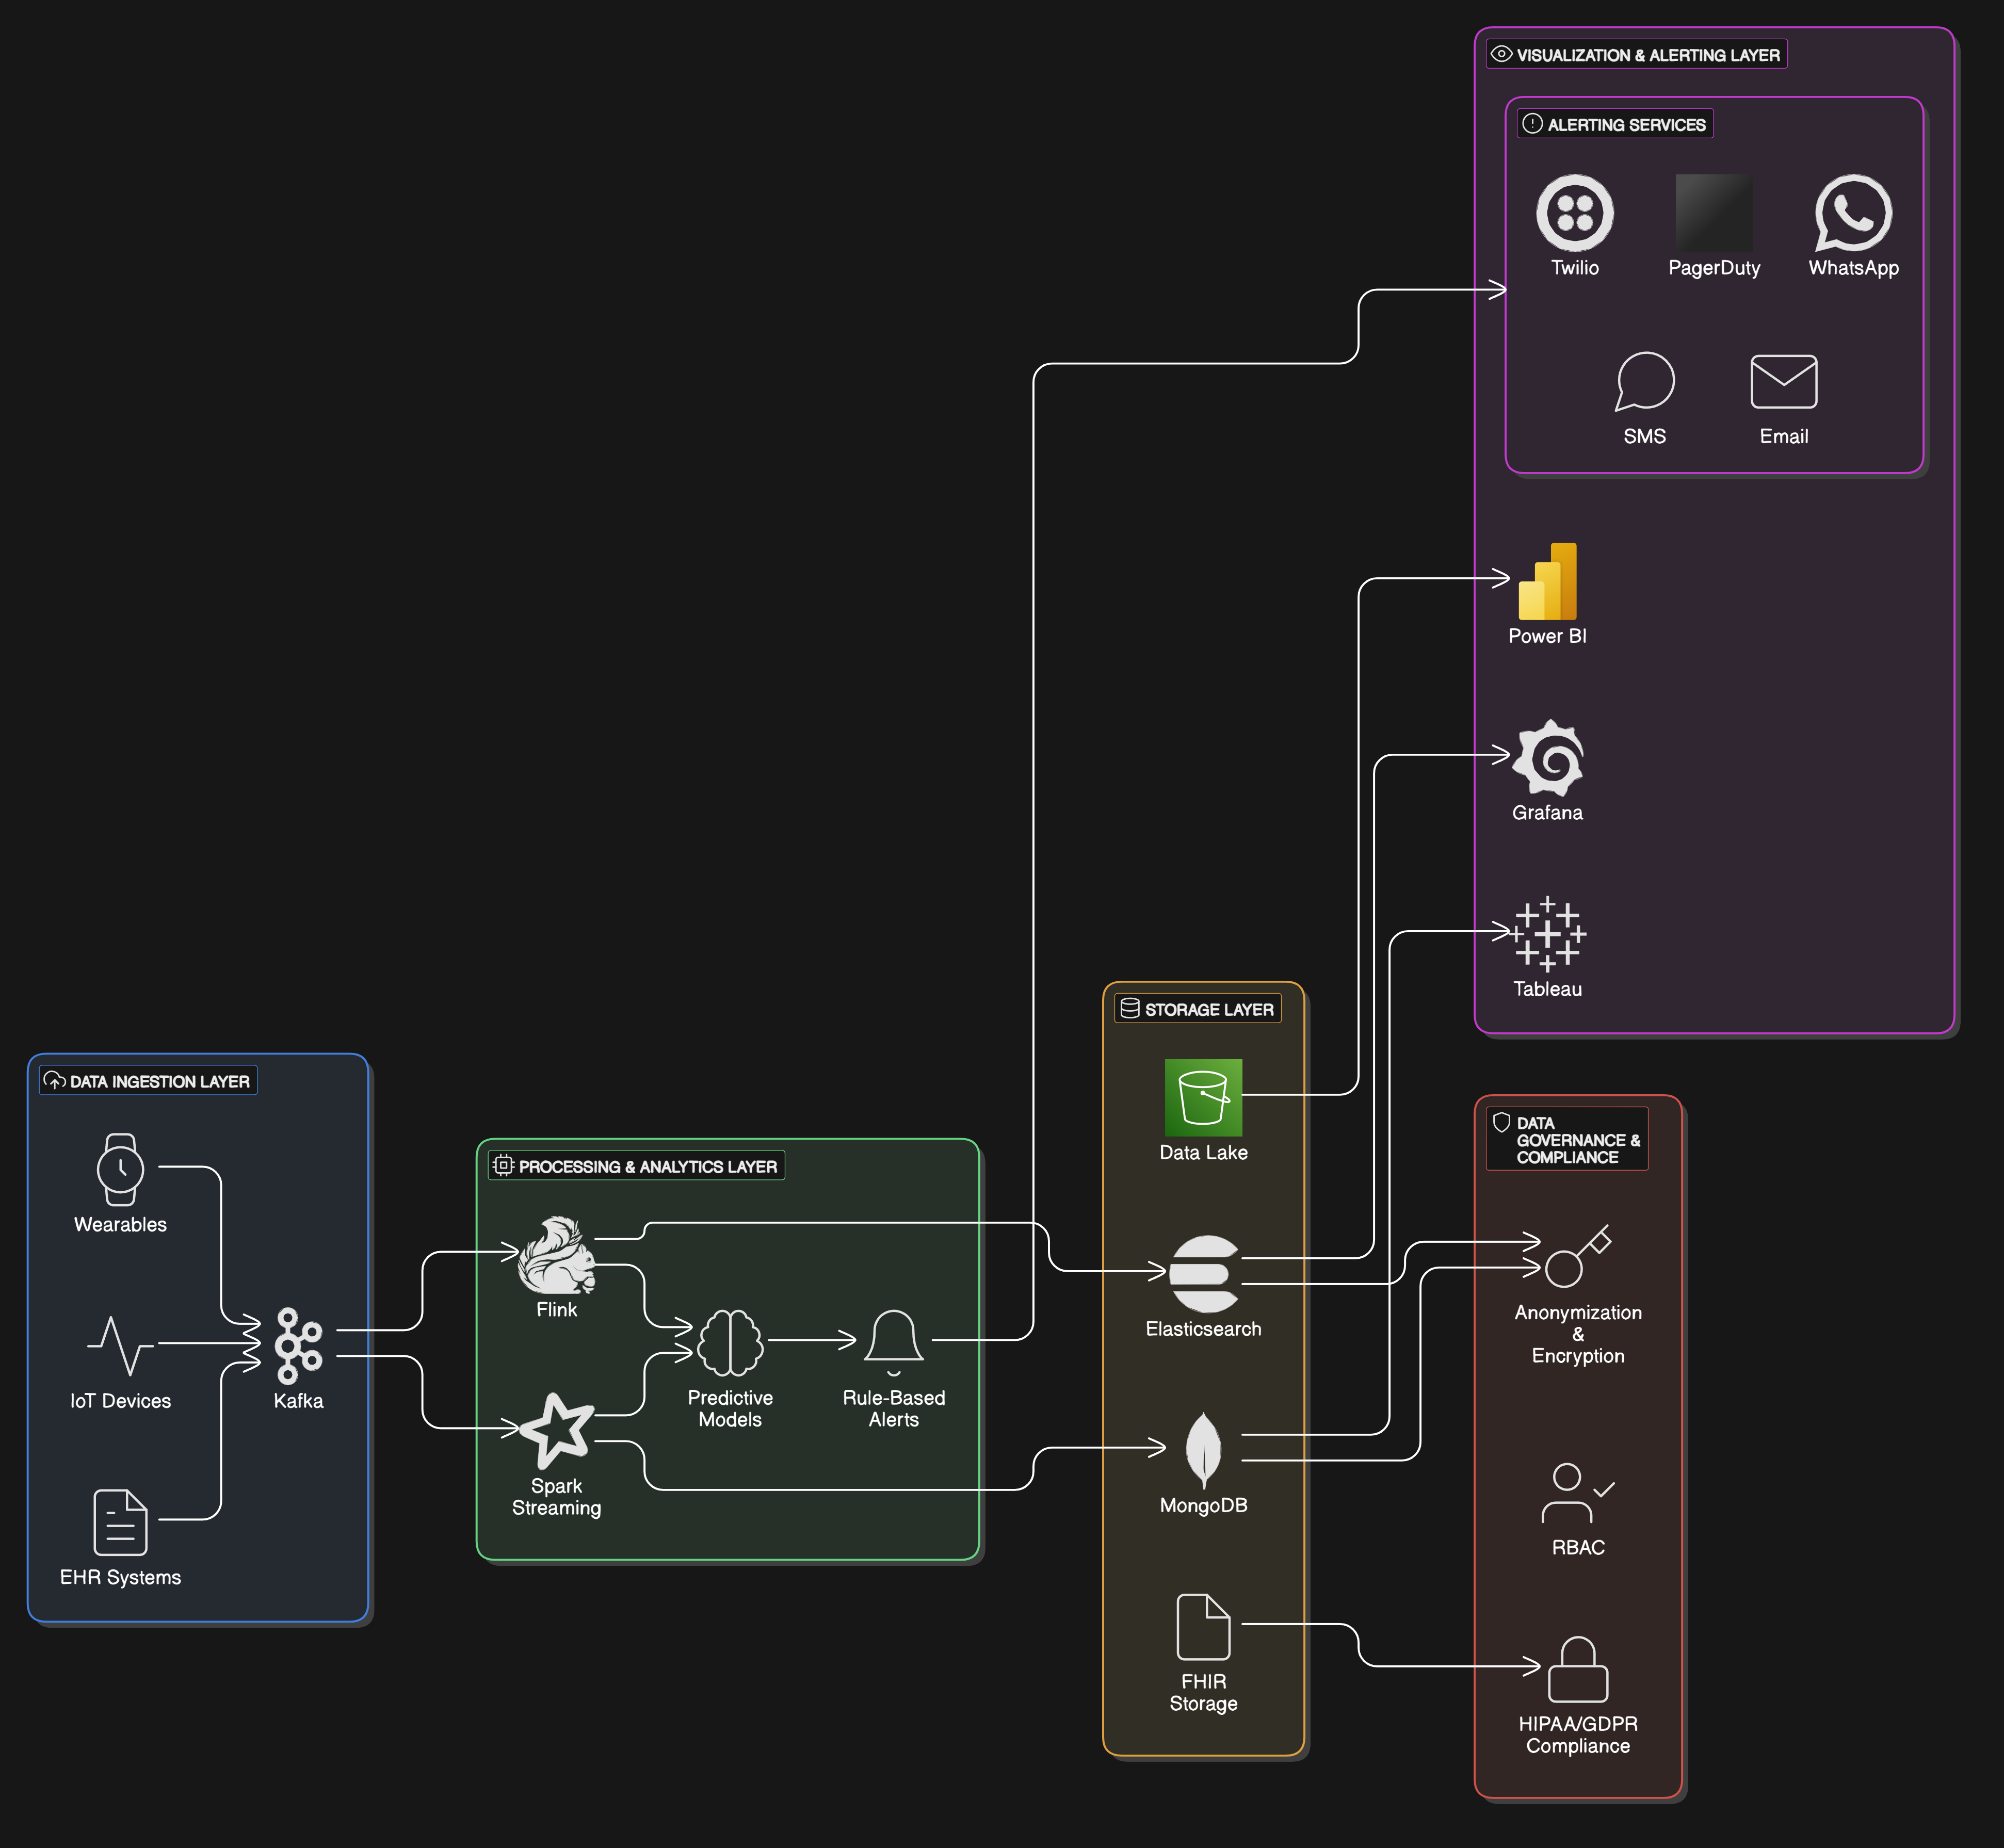 VISUALIZATION & ALERTING LAYER
ALERTING SERVICES
Twilio
PagerDuty
WhatsApp
SMS
Email
Power BI
Grafana
Tableau
STORAGE LAYER
Data Lake
Elasticsearch
MongoDB
FHIR
Storage
DATA INGESTION LAYER
Wearables
IoT Devices
Kafka
EHR Systems
PROCESSING & ANALYTICS LAYER
Flink
Predictive
Models
Rule-Based
Alerts
Spark
Streaming
DATA
GOVERNANCE &
COMPLIANCE
Anonymization
&
Encryption
RBAC
HIPAA/GDPR
Compliance